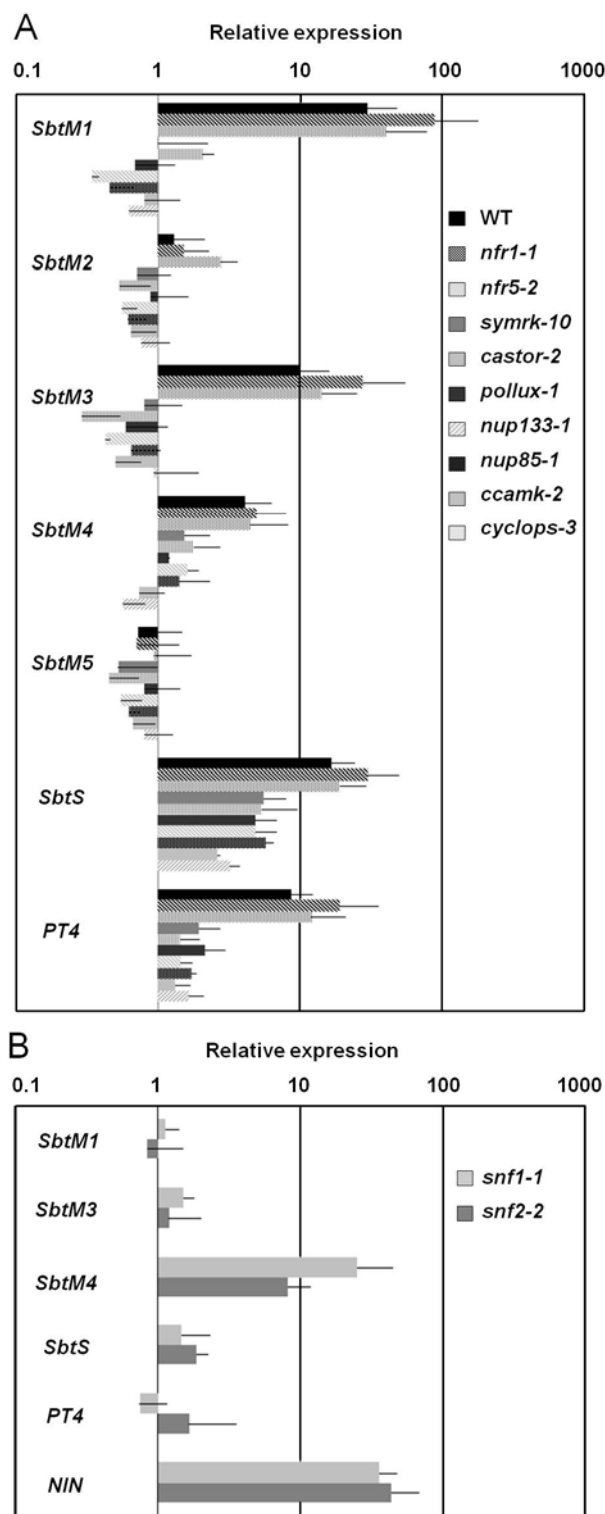 A
Relative expression
0.1 1 10 100 1000
SbtM1
SbtM2
SbtM3
SbtM4
SbtM5
SbtS
PT4
WT
nfr1-1
nfr5-2
symrk-10
castor-2
pollux-1
nup133-1
nup85-1
ccamk-2
cyclops-3
B
Relative expression
0.1 1 10 100 1000
SbtM1
SbtM3
SbtM4
SbtS
PT4
NIN
snf1-1
snf2-2